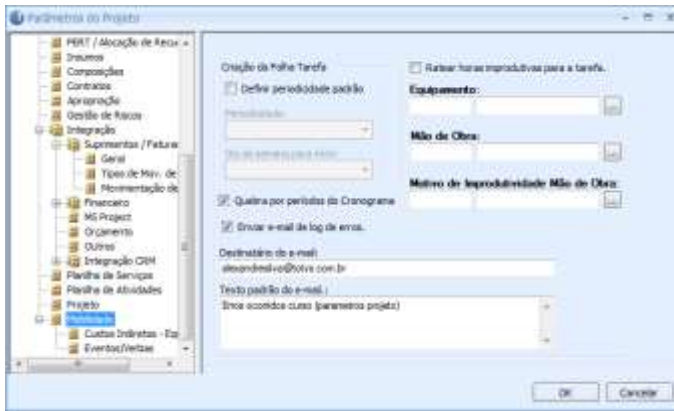 Parâmetros do Projeto
PERT / Alocação de Recur
Insumos
Composições
Contratos
Apropriação
Gestão de Riscos
Integração
Suprimentos / Fatura
Geral
Tipos de Mov. de
Movimentação de
Financeiro
MS Project
Orçamento
Outros
Integração CRM
Planilha de Serviços
Planilha de Atividades
Projeto
Custos Indiretos - Eq
Eventos/Verbas
Criação da Folha Tarefa
Definir periodicidade padrão
Periodicidade:
Dia da semana para início:
Quebra por períodos do Cronograma
Enviar e-mail de log de erros.
Destinatário do e-mail:
alexandresilva@totvs.com.br
Texto padrão do e-mail.:
Erros ocorridos curso (parametros projeto)
Ratear horas improdutivas para a tarefa.
Equipamento:
Mão de Obra:
Motivo de Improdutividade Mão de Obra:
OK
Cancelar